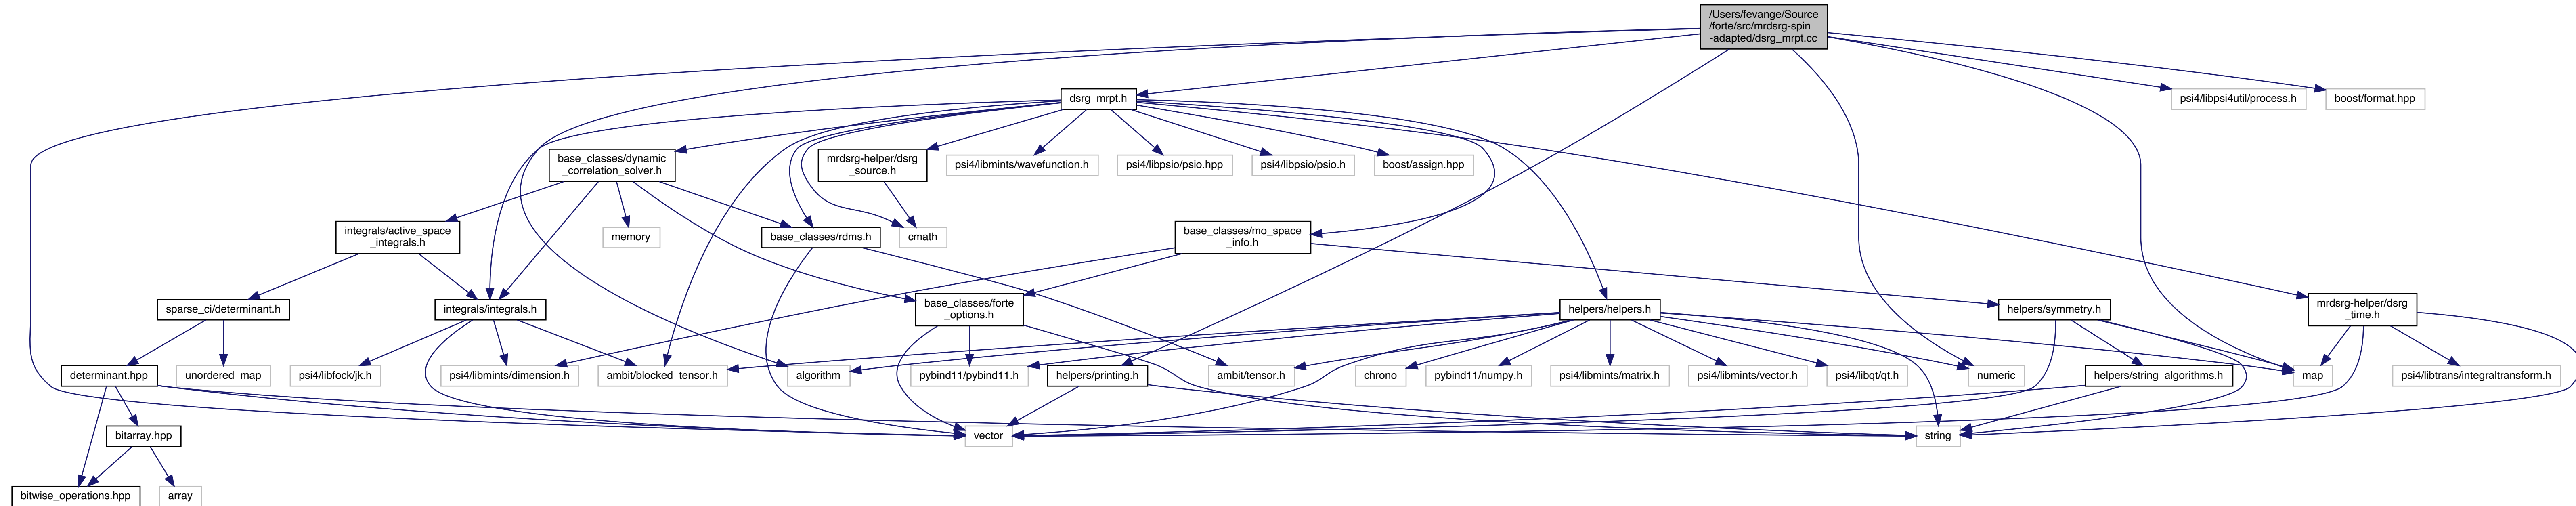 /Users/fevange/Source
/forte/src/mrdsrg-spin
-adapted/dsrg_mrpt.cc
dsrg_mrpt.h
psi4/libpsi4util/process.h
boost/format.hpp
base_classes/dynamic
_correlation_solver.h
mrdsrg-helper/dsrg
_source.h
psi4/libmints/wavefunction.h
psi4/libpsio/psio.hpp
psi4/libpsio/psio.h
boost/assign.hpp
integrals/active_space
_integrals.h
memory
base_classes/rdms.h
cmath
base_classes/mo_space
_info.h
sparse_ci/determinant.h
integrals/integrals.h
base_classes/forte
_options.h
helpers/helpers.h
helpers/symmetry.h
mrdsrg-helper/dsrg
_time.h
determinant.hpp
unordered_map
psi4/libfock/jk.h
psi4/libmints/dimension.h
ambit/blocked_tensor.h
algorithm
pybind11/pybind11.h
helpers/printing.h
ambit/tensor.h
chrono
pybind11/numpy.h
psi4/libmints/matrix.h
psi4/libmints/vector.h
psi4/libqt/qt.h
numeric
helpers/string_algorithms.h
map
psi4/libtrans/integraltransform.h
bitarray.hpp
vector
string
bitwise_operations.hpp
array